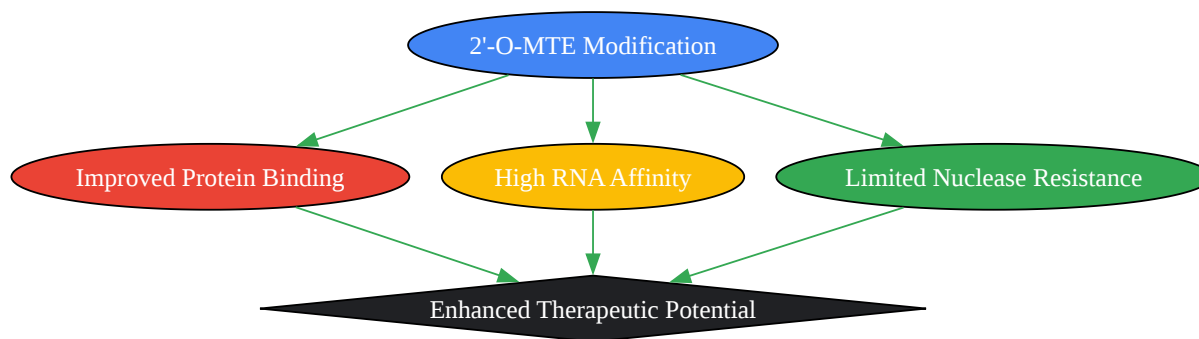 2'-O-MTE Modification
Improved Protein Binding
High RNA Affinity
Limited Nuclease Resistance
Enhanced Therapeutic Potential